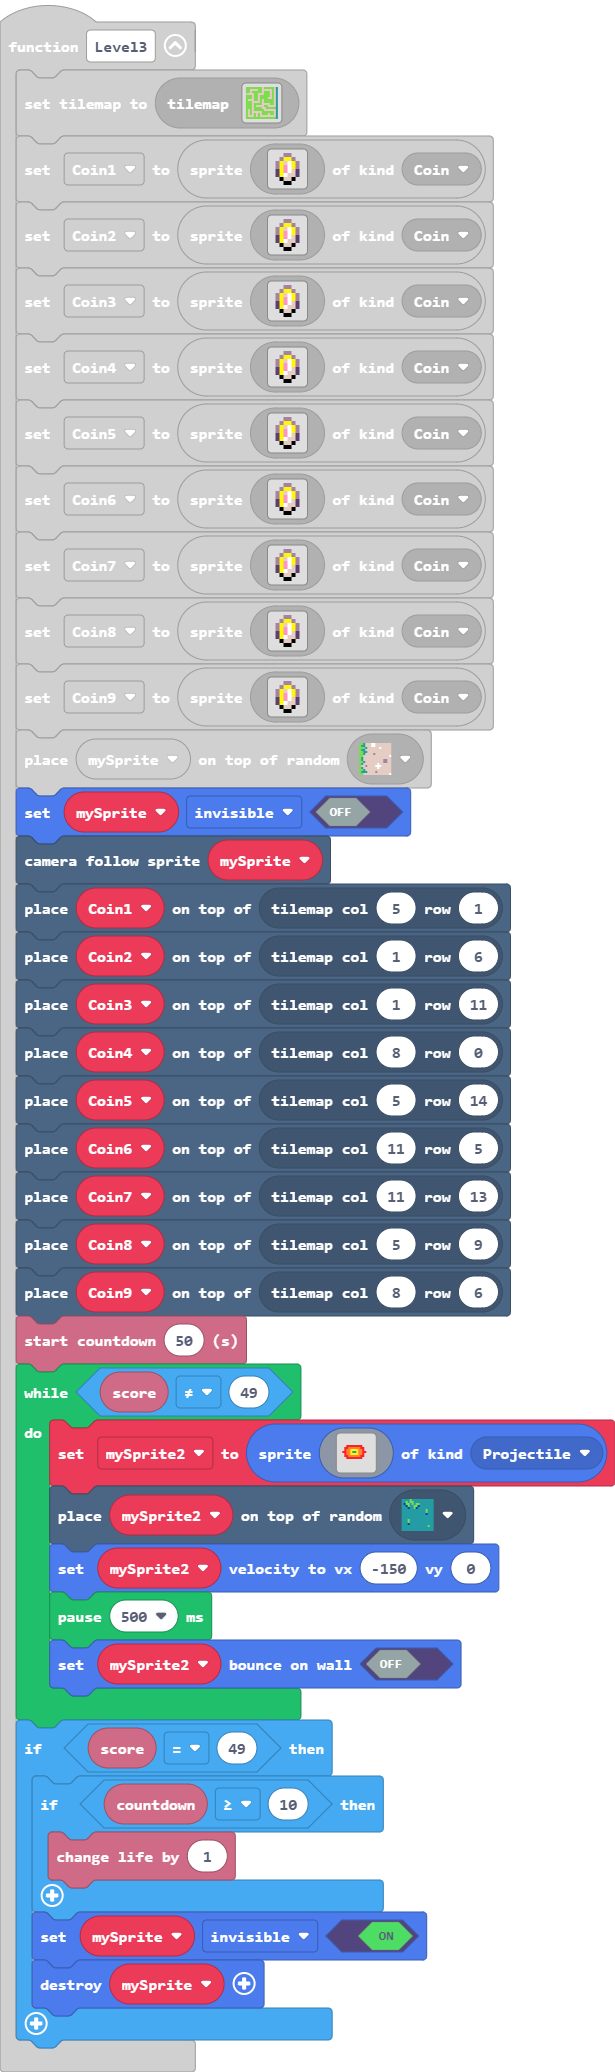 function Level3
set tilemap to tilemap
set Coin1 to sprite of kind Coin
set Coin2 to sprite of kind Coin
set Coin3 to sprite of kind Coin
set Coin4 to sprite of kind Coin
set Coin5 to sprite of kind Coin
set Coin6 to sprite of kind Coin
set Coin7 to sprite of kind Coin
set Coin8 to sprite of kind Coin
set Coin9 to sprite of kind Coin
place mySprite on top of random
set mySprite invisible OFF
camera follow sprite mySprite
place Coin1 on top of tilemap col 5 row 1
place Coin2 on top of tilemap col 1 row 6
place Coin3 on top of tilemap col 1 row 11
place Coin4 on top of tilemap col 8 row 0
place Coin5 on top of tilemap col 5 row 14
place Coin6 on top of tilemap col 11 row 5
place Coin7 on top of tilemap col 11 row 13
place Coin8 on top of tilemap col 5 row 9
place Coin9 on top of tilemap col 8 row 6
start countdown 50 (s)
while score ≠ 49
do
set mySprite2 to sprite of kind Projectile
place mySprite2 on top of random
set mySprite2 velocity to vx -150 vy 0
pause 500 ms
set mySprite2 bounce on wall OFF
if score = 49 then
if countdown ≥ 10 then
change life by 1
set mySprite invisible ON
destroy mySprite